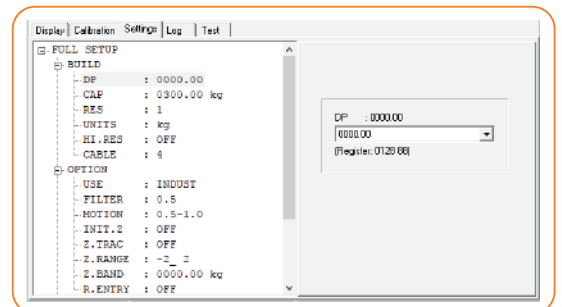 Display Calibration Settings Log Test
FULL SETUP
BUILD
DP : 0000.00
CAP : 0300.00 kg
RES : 1
UNITS : kg
HI.RES : OFF
CABLE : 4
OPTION
USE : INDUST
FILTER : 0.5
MOTION : 0.5-1.0
INIT.Z : OFF
Z.TRAC : OFF
Z.RANGE : -2_ 2
Z.BAND : 0000.00 kg
R.ENTRY : OFF
DP : 0000.00
0000.00
(Register: 0128 88)